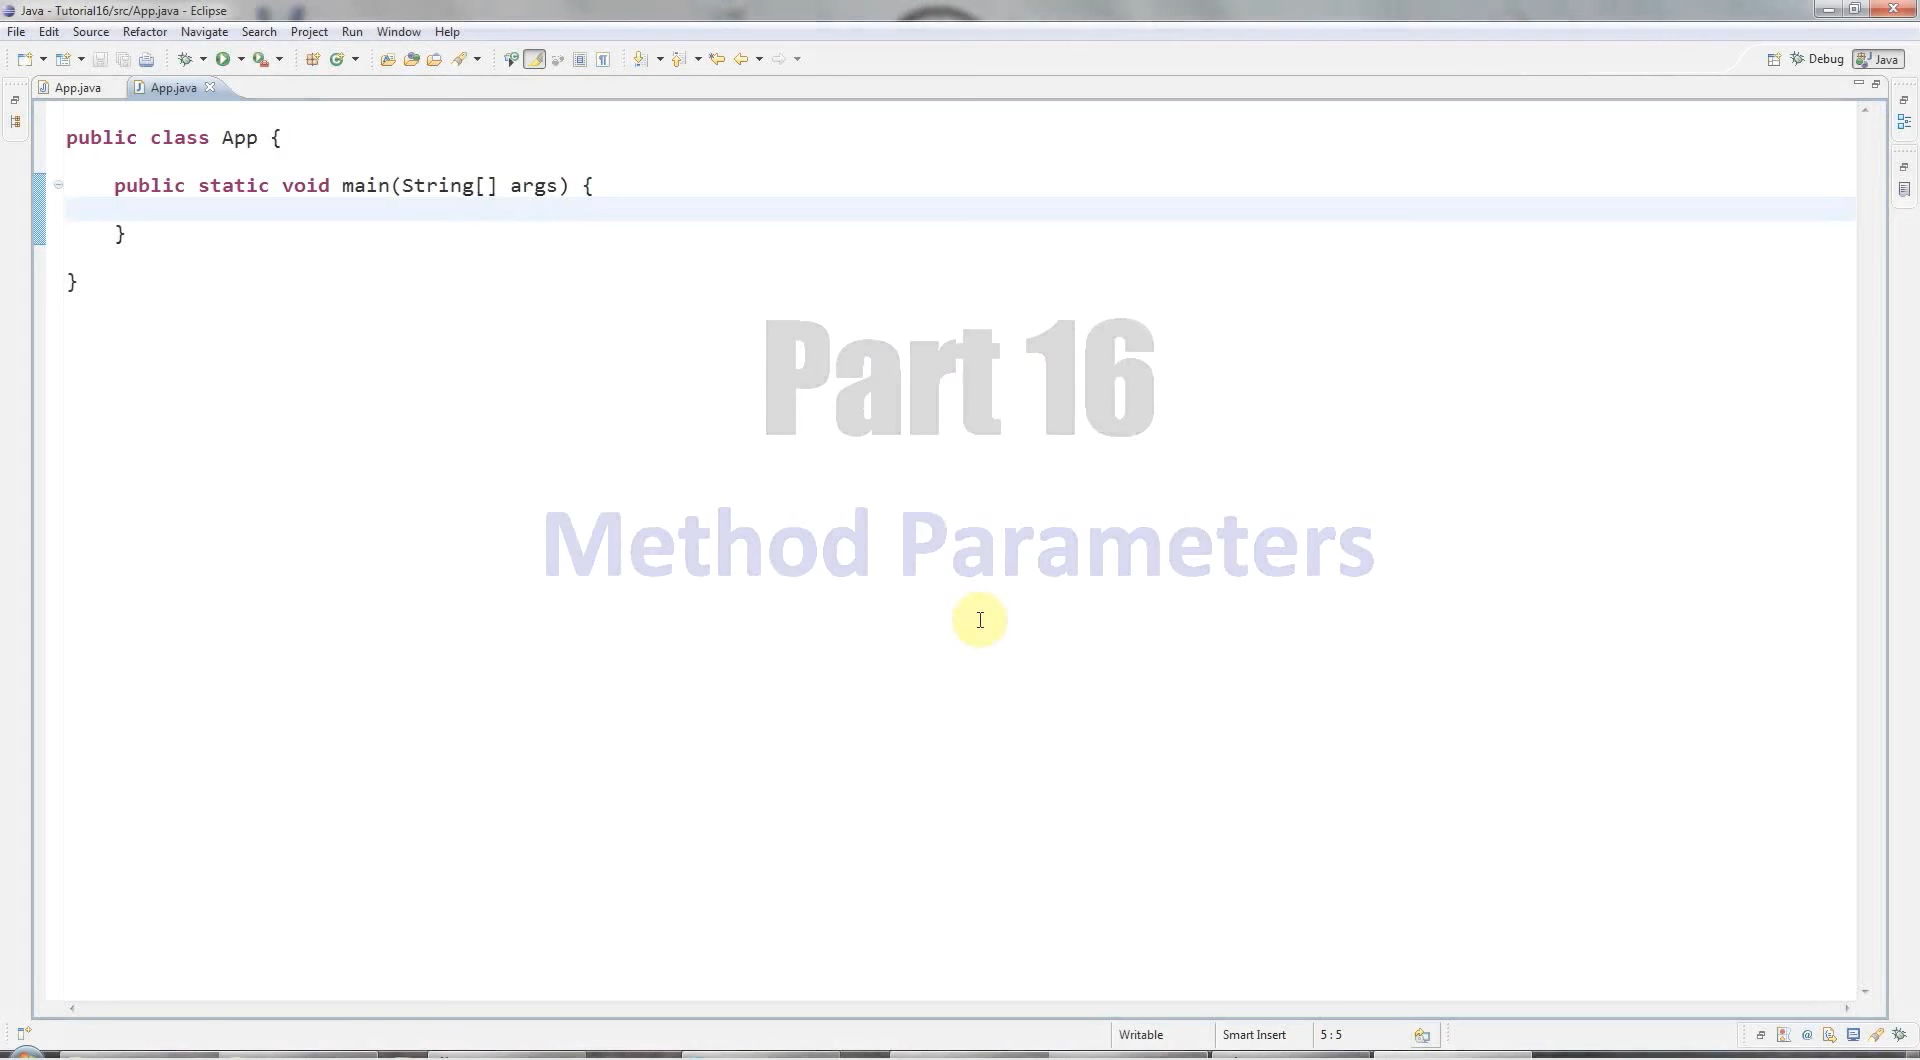 Java - Tutorial16/src/App.java - Eclipse
File Edit Source Refactor Navigate Search Project Run Window Help
Debug Java
App.java App.java
public class App {
public static void main(String[] args) {
}
}
Part 16
Method Parameters
Writable Smart Insert 5 : 5